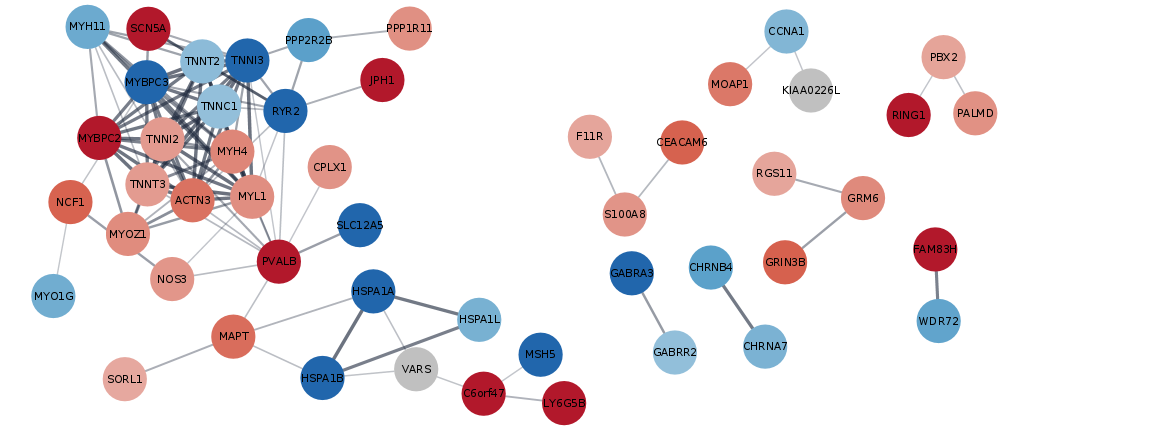 MYH11
SCN5A
PPP2R2B
PPP1R11
TNNT2
TNNI3
MYBPC3
JPH1
TNNC1
RYR2
MYBPC2
TNNI2
MYH4
CPLX1
TNNT3
ACTN3
MYL1
NCF1
SLC12A5
MYOZ1
PVALB
NOS3
MYO1G
HSPA1A
HSPA1L
MAPT
MSH5
SORL1
HSPA1B
VARS
C6orf47
LY6G5B
CCNA1
MOAP1
KIAA0226L
PBX2
RING1
PALMD
F11R
CEACAM6
S100A8
RGS11
GRM6
GRIN3B
GABRA3
GABRR2
CHRNB4
CHRNA7
FAM83H
WDR72